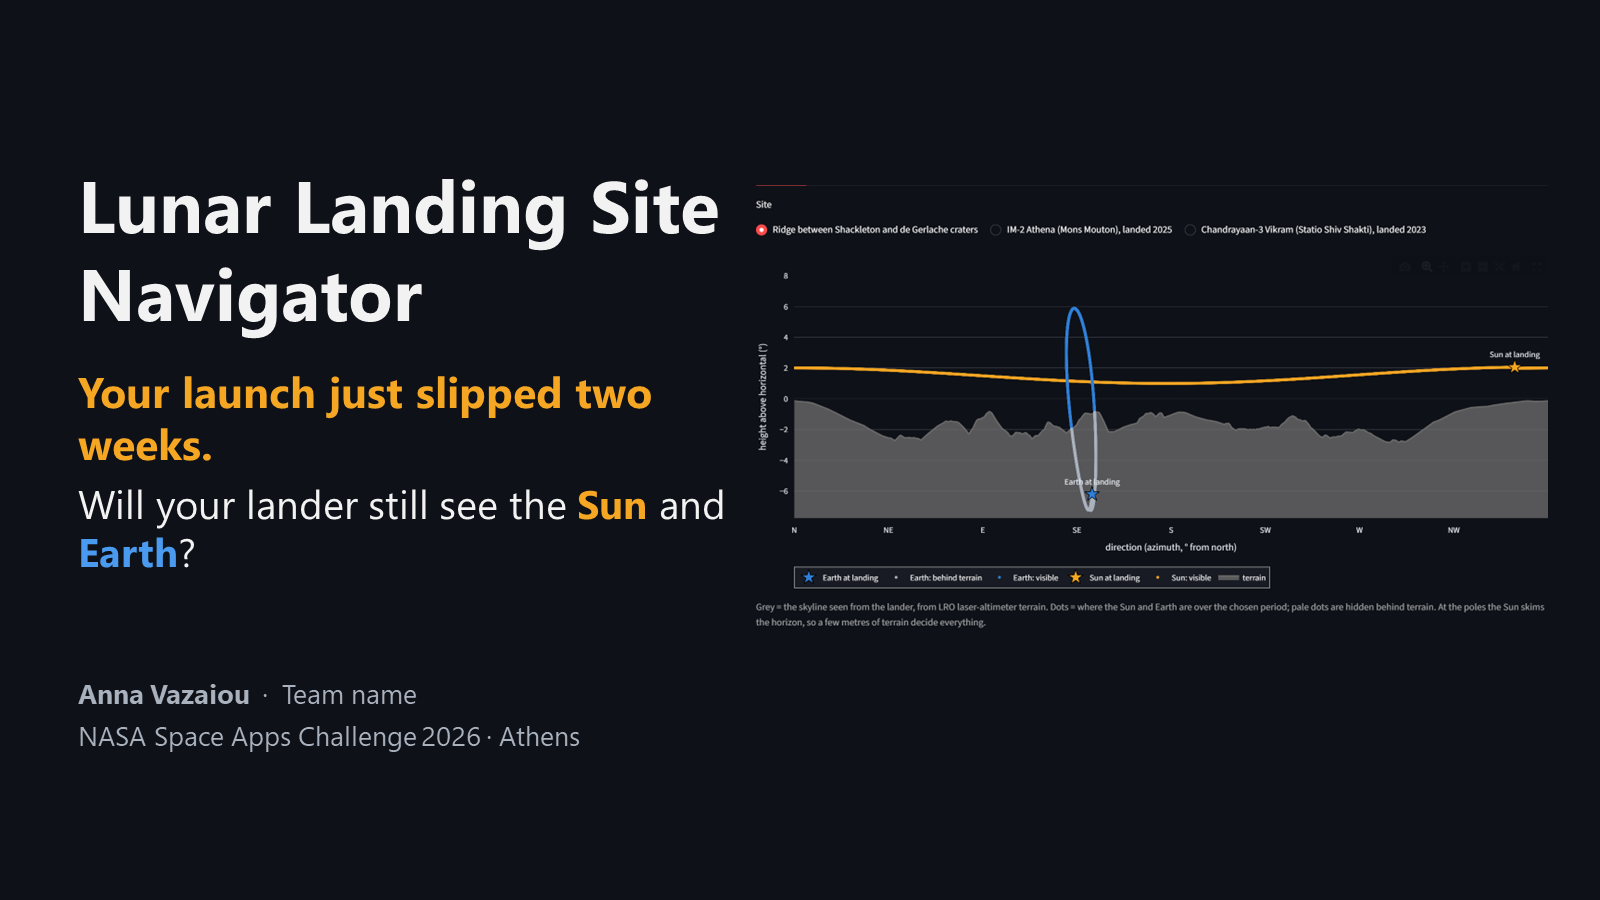 Lunar Landing Site
Navigator
Your launch just slipped two
weeks.
Will your lander still see the Sun and
Earth?
Anna Vazaiou · Team name
NASA Space Apps Challenge 2026 · Athens
Site
Ridge between Shackleton and de Gerlache craters
IM-2 Athena (Mons Mouton), landed 2025
Chandrayaan-3 Vikram (Statio Shiv Shakti), landed 2023
height above horizontal (°)
8
6
4
2
0
−2
−4
−6
Sun at landing
Earth at landing
N NE E SE S SW W NW
direction (azimuth, ° from north)
Earth at landing Earth: behind terrain Earth: visible Sun at landing Sun: visible terrain
Grey = the skyline seen from the lander, from LRO laser-altimeter terrain. Dots = where the Sun and Earth are over the chosen period; pale dots are hidden behind terrain. At the poles the Sun skims
the horizon, so a few metres of terrain decide everything.